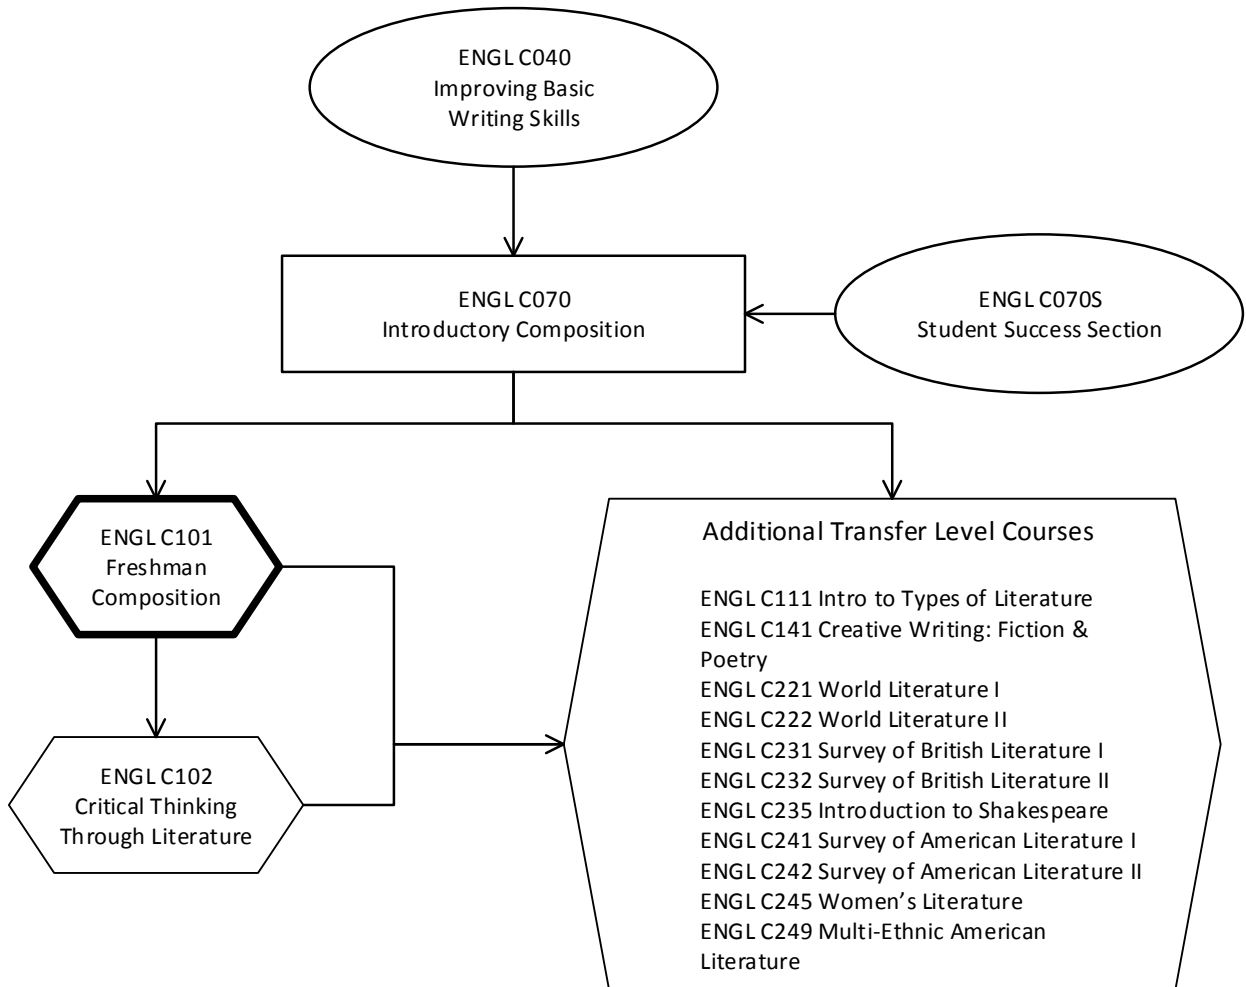 ENGL C040
Improving Basic
Writing Skills
ENGL C070
Introductory Composition
ENGL C070S
Student Success Section
ENGL C101
Freshman
Composition
ENGL C102
Critical Thinking
Through Literature
Additional Transfer Level Courses
ENGL C111 Intro to Types of Literature
ENGL C141 Creative Writing: Fiction &
Poetry
ENGL C221 World Literature I
ENGL C222 World Literature II
ENGL C231 Survey of British Literature I
ENGL C232 Survey of British Literature II
ENGL C235 Introduction to Shakespeare
ENGL C241 Survey of American Literature I
ENGL C242 Survey of American Literature II
ENGL C245 Women’s Literature
ENGL C249 Multi-Ethnic American
Literature